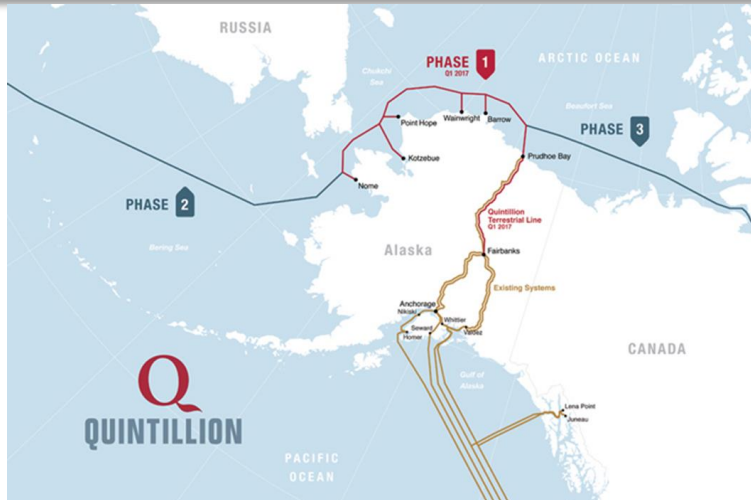 RUSSIA
PHASE 1
Q1 2017
ARCTIC OCEAN
Chukchi
Sea
Beaufort Sea
Point Hope
Wainwright
Barrow
PHASE 3
Kotzebue
Prudhoe Bay
Nome
PHASE 2
Quintillion
Terrestrial Line
Q1 2017
Bering Sea
Alaska
Fairbanks
Existing Systems
Anchorage
Nikiski
Whittier
Seward
Valdez
Homer
CANADA
Gulf of
Alaska
Q
QUINTILLION
Lena Point
Juneau
PACIFIC
OCEAN